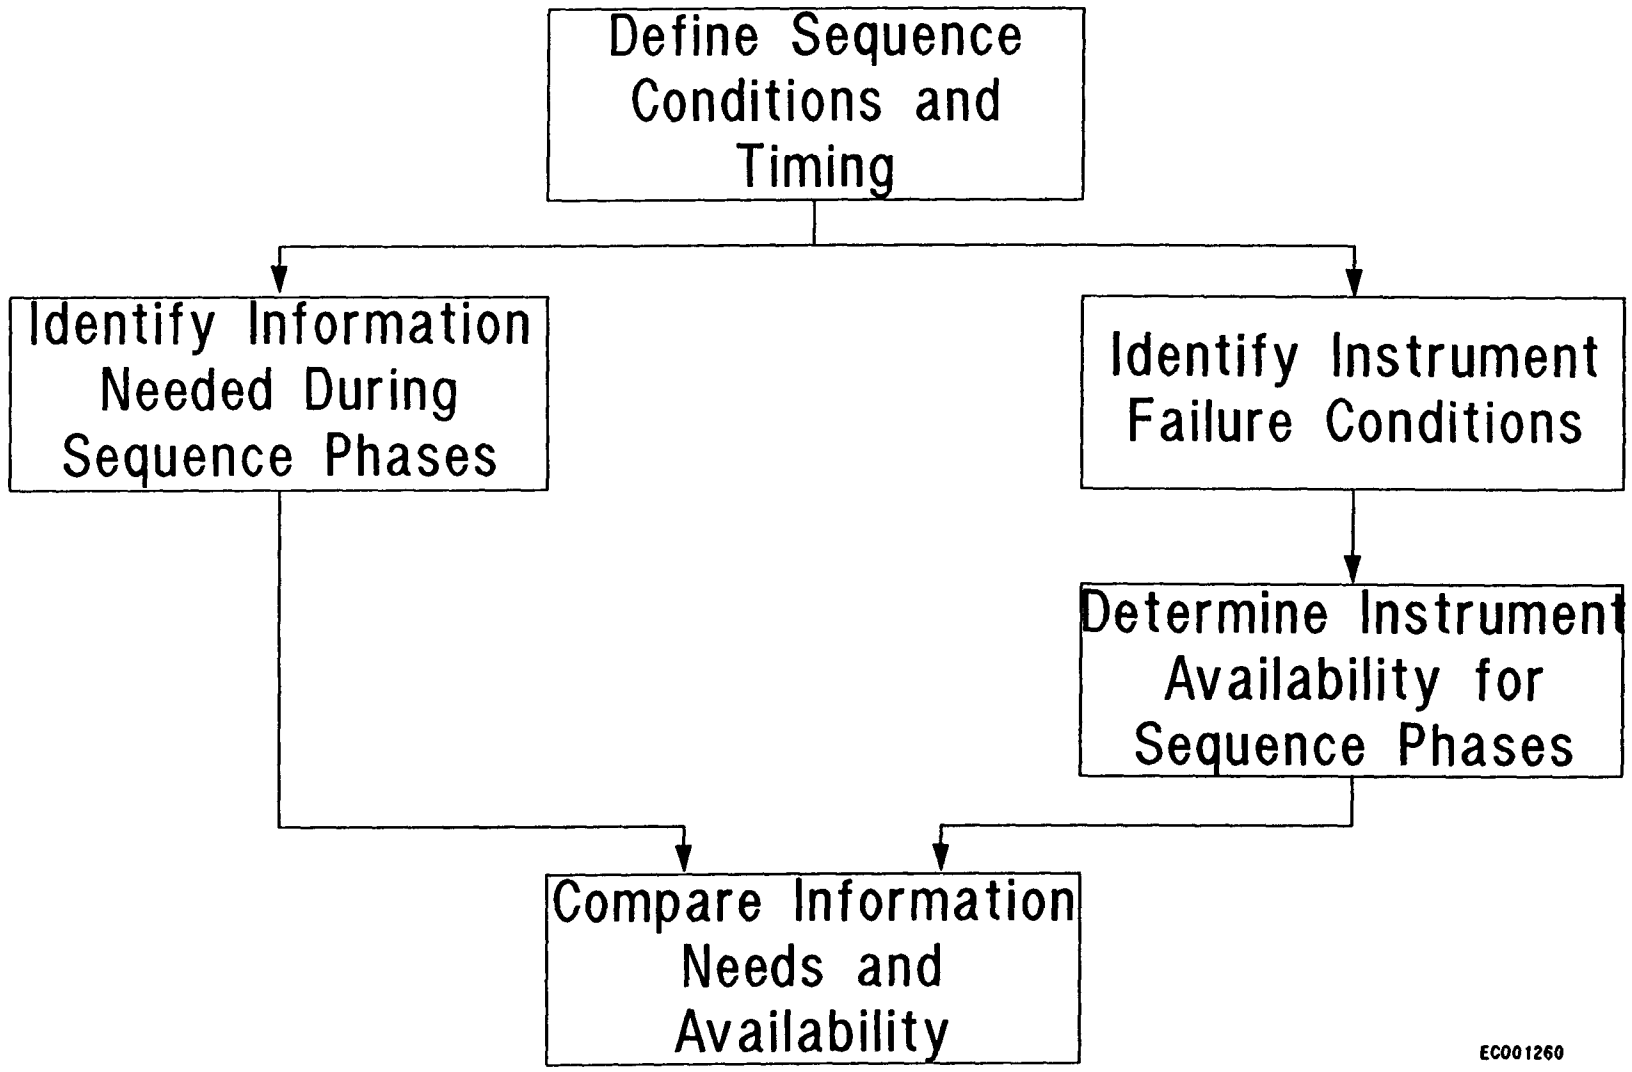 Define Sequence
Conditions and
Timing
Identify Information
Needed During
Sequence Phases
Identify Instrument
Failure Conditions
Determine Instrument
Availability for
Sequence Phases
Compare Information
Needs and
Availability
EC001260